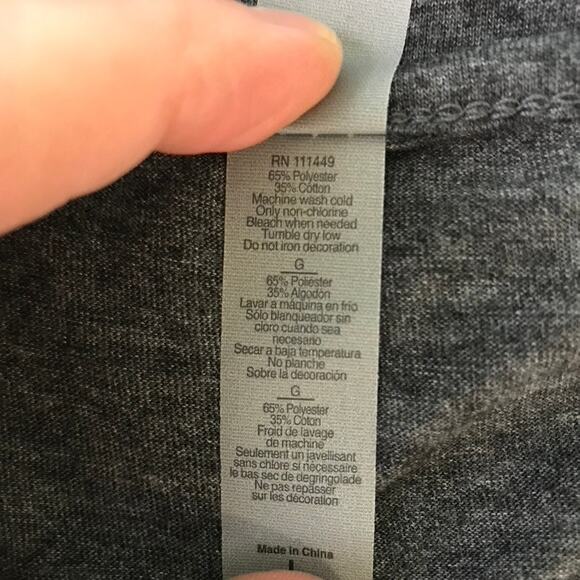 RN 111449
65% Polyester
35% Cotton
Machine wash cold
Only non-chlorine
Bleach when needed
Tumble dry low
Do not iron decoration
G
65% Poliéster
35% Algodón
Lavar a máquina en frío
Sólo blanqueador sin
cloro cuando sea
necesario
Secar a baja temperatura
No planche
Sobre la decoración
G
65% Polyester
35% Coton
Froid de lavage
de machine
Seulement un javellisant
sans chlore si nécessaire
le bas sec de degringolade
Ne pas repasser
sur les décoration
Made in China